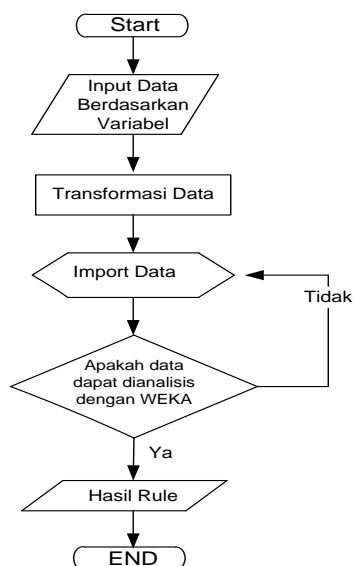 Start
Input Data
Berdasarkan
Variabel
Transformasi Data
Import Data
Tidak
Apakah data
dapat dianalisis
dengan WEKA
Ya
Hasil Rule
END